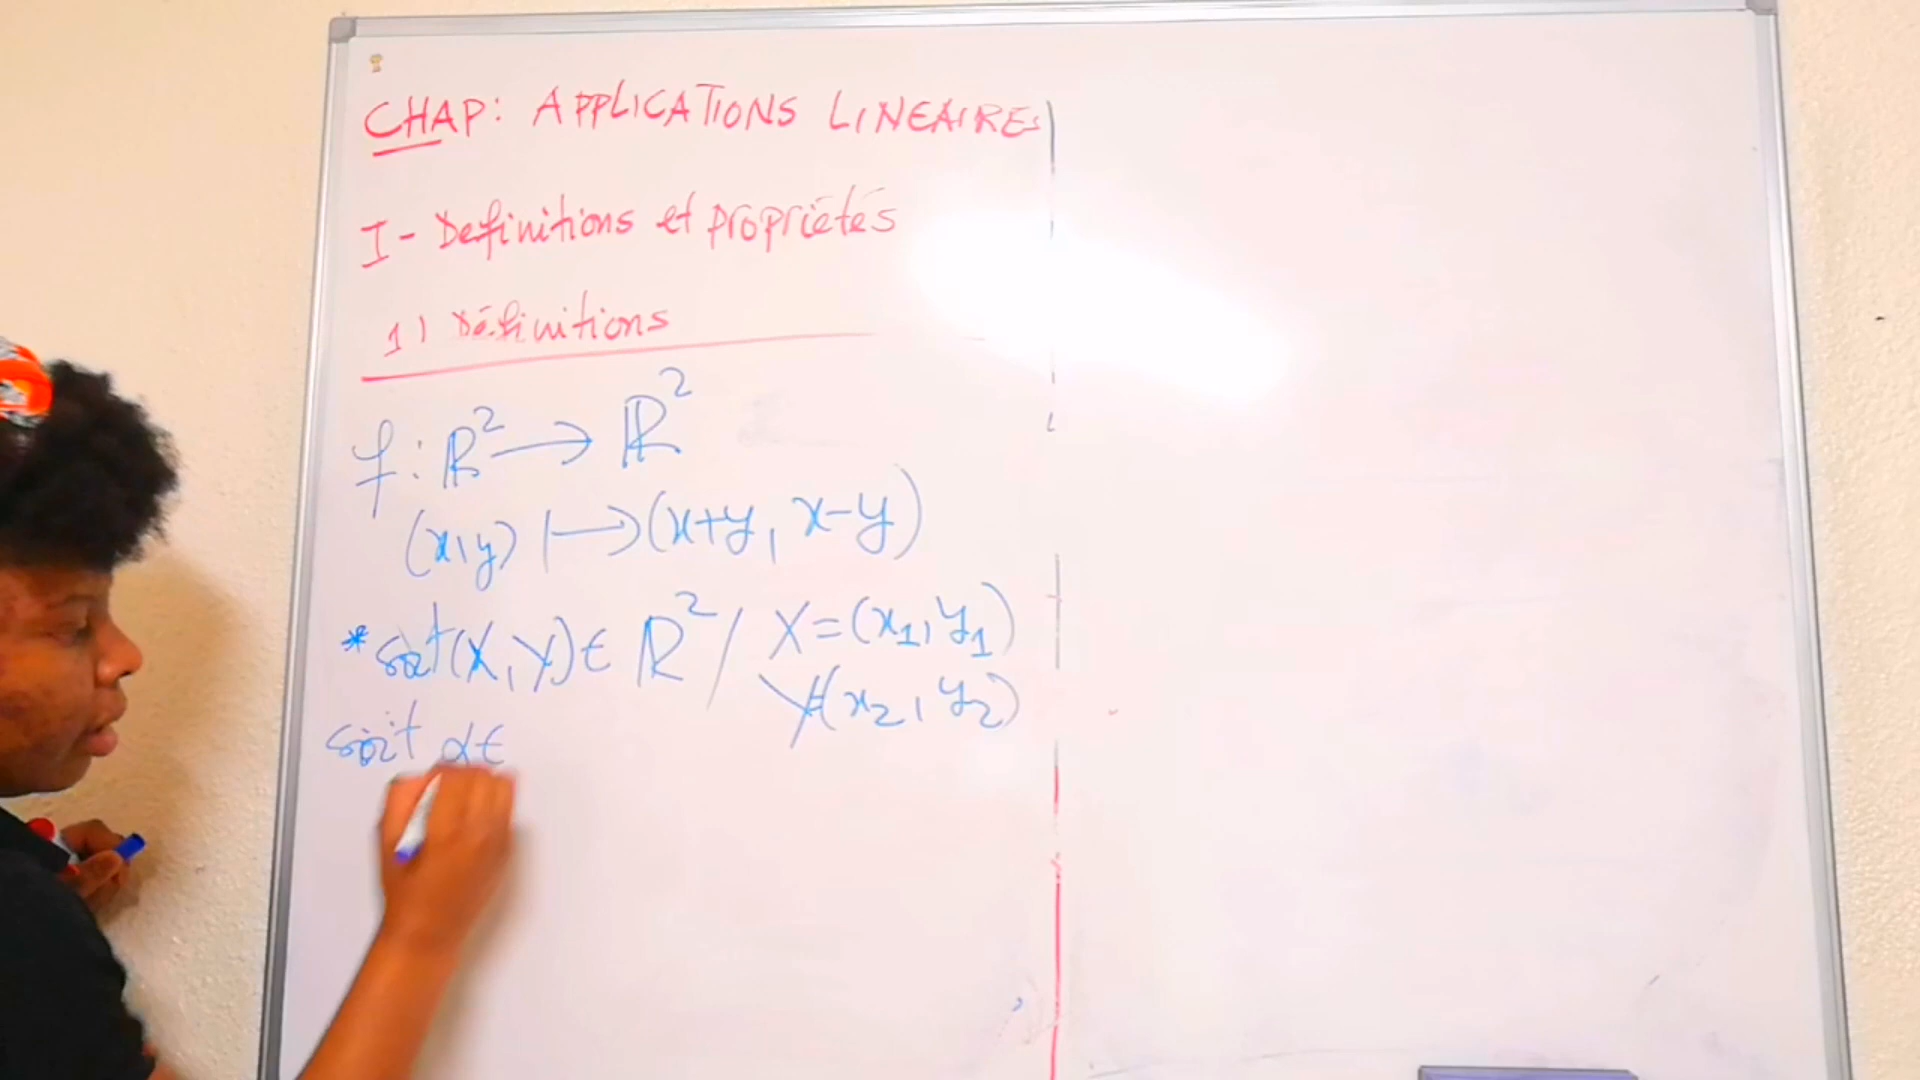 CHAP: APPLICATIONS LINEAIRES
I - Definitions et propriétés
1) Définitions
f: ℝ² → ℝ²
(x,y) ↦ (x+y, x-y)
* soit (X,Y) ∈ ℝ² / X = (x₁, y₁)
Y=(x₂, y₂)
soit α ∈